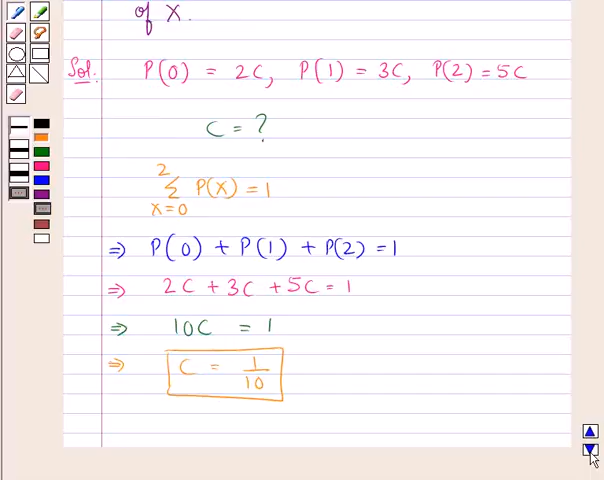 of X.
Sol. P(0) = 2C, P(1) = 3C, P(2) = 5C
C = ?
2
Σ P(X) = 1
X=0
⇒ P(0) + P(1) + P(2) = 1
⇒ 2C + 3C + 5C = 1
⇒ 10C = 1
⇒ C = 1/10